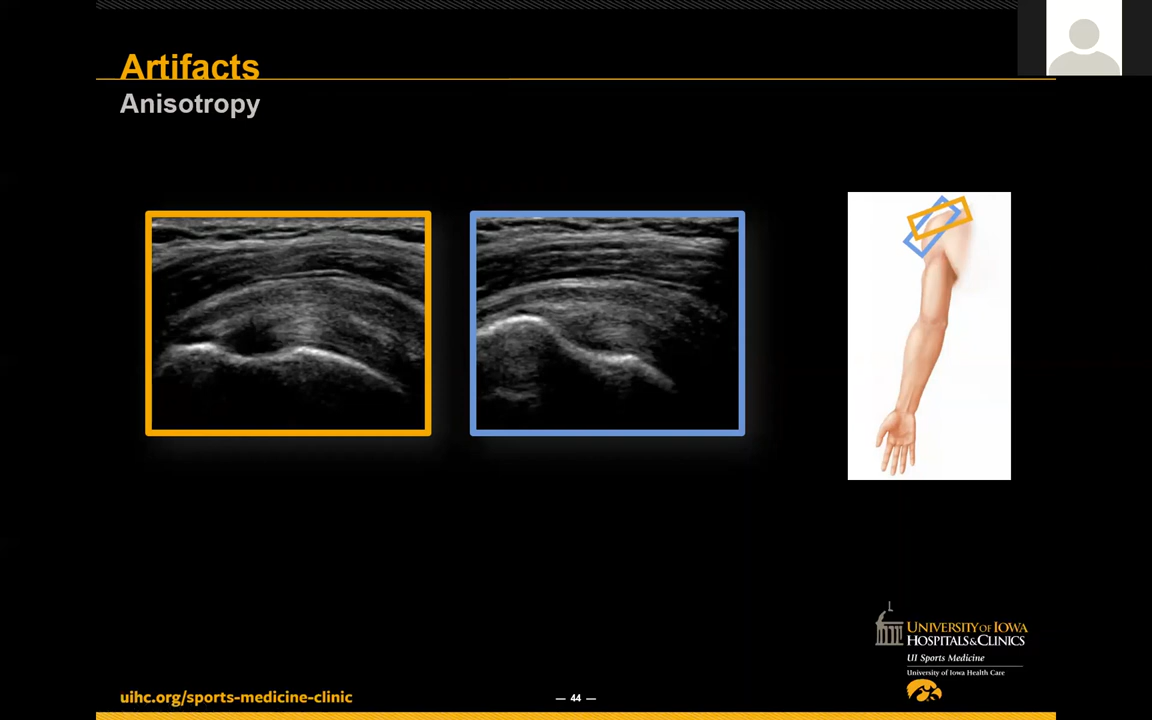 Artifacts
Anisotropy
UNIVERSITY OF IOWA
HOSPITALS & CLINICS
UI Sports Medicine
University of Iowa Health Care
uihc.org/sports-medicine-clinic
— 44 —